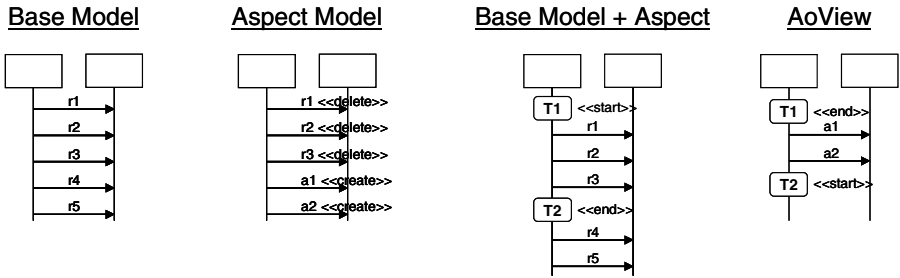 Base Model
Aspect Model
Base Model + Aspect
AoView
r1
r2
r3
r4
r5
r1 <<delete>>
r2 <<delete>>
r3 <<delete>>
a1 <<create>>
a2 <<create>>
T1 <<start>>
r1
r2
r3
T2 <<end>>
r4
r5
T1 <<end>>
a1
a2
T2 <<start>>